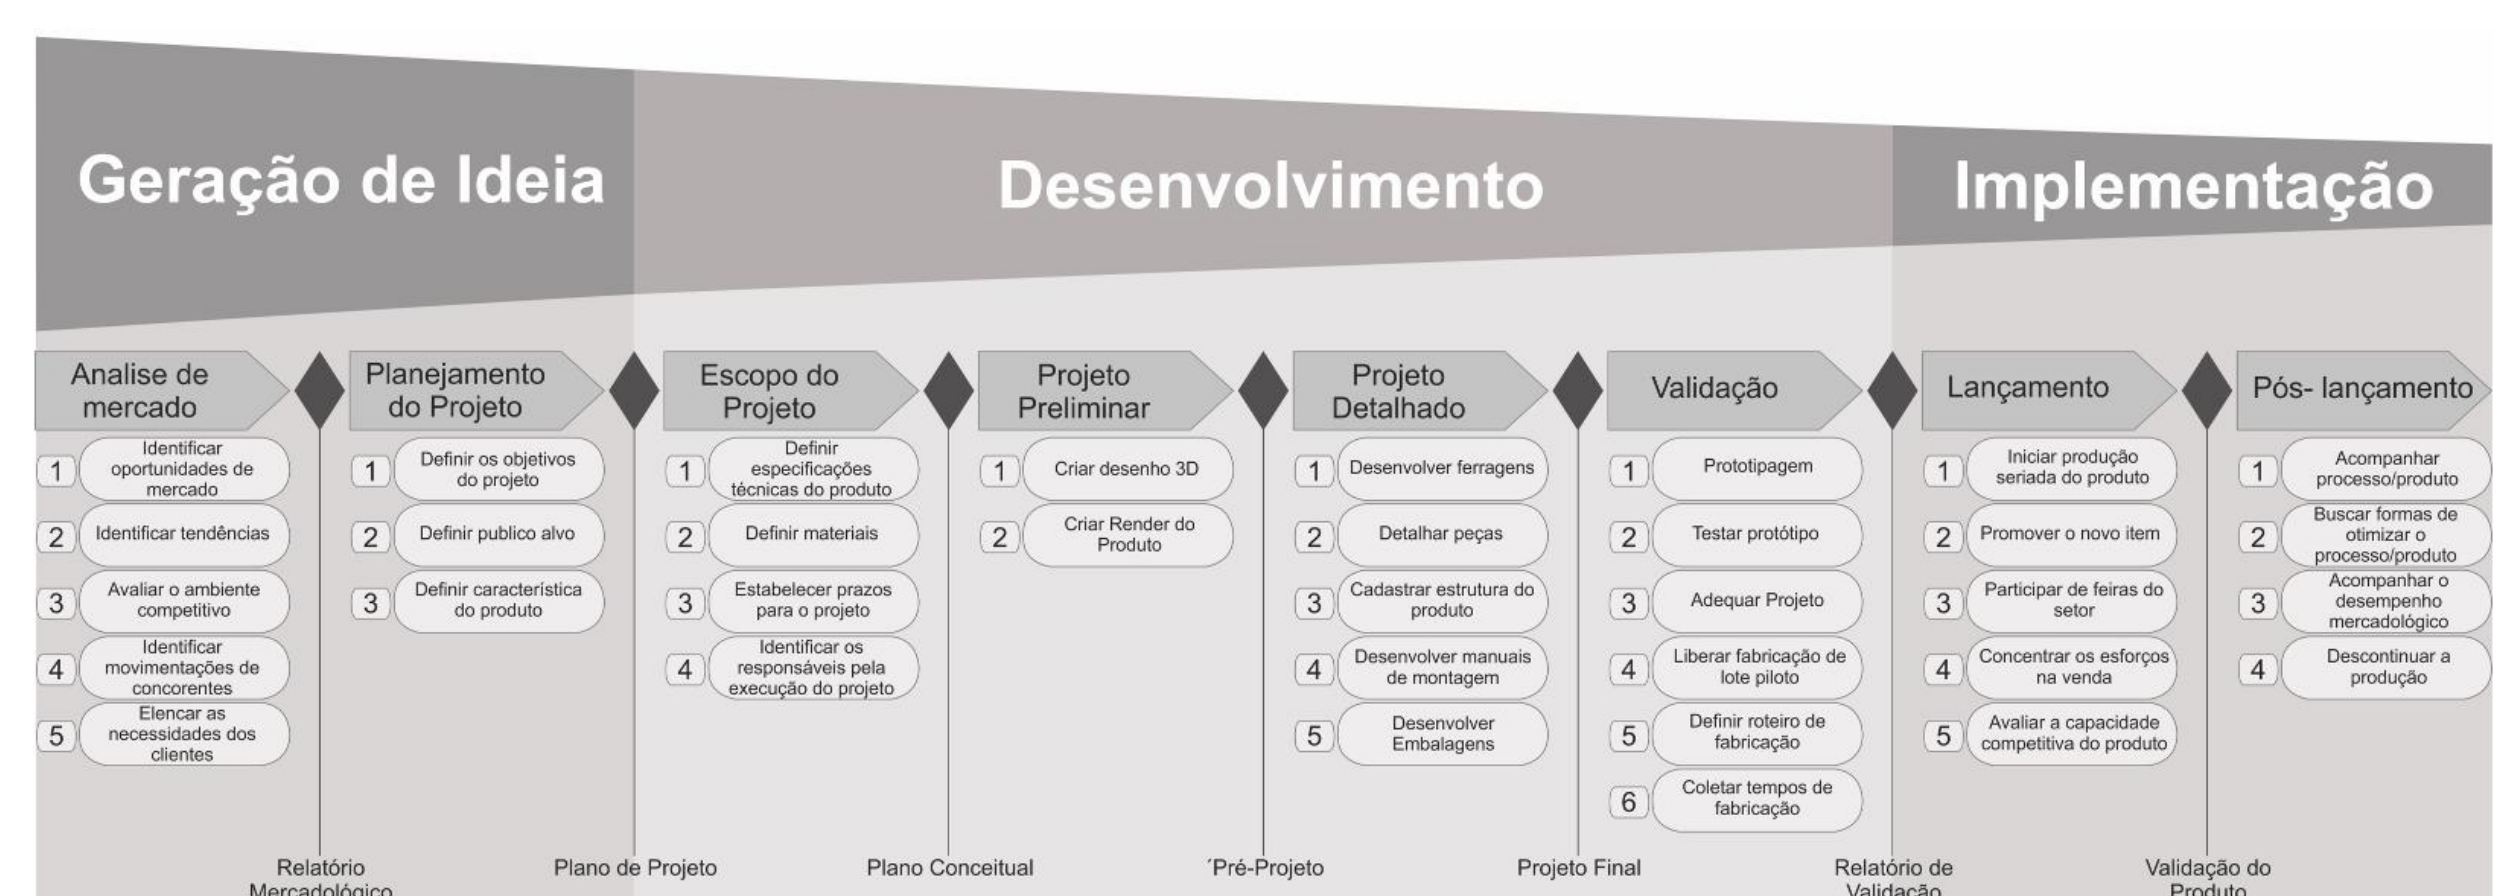 Geração de Ideia
Desenvolvimento
Implementação
Analise de
mercado
1
Identificar
oportunidades de
mercado
2
Identificar tendências
3
Avaliar o ambiente
competitivo
4
Identificar
movimentações de
concorentes
5
Elencar as
necessidades dos
clientes
Relatório
Mercadológico
Planejamento
do Projeto
1
Definir os objetivos
do projeto
2
Definir publico alvo
3
Definir característica
do produto
Plano de Projeto
Escopo do
Projeto
1
Definir
especificações
técnicas do produto
2
Definir materiais
3
Estabelecer prazos
para o projeto
4
Identificar os
responsáveis pela
execução do projeto
Plano Conceitual
Projeto
Preliminar
1
Criar desenho 3D
2
Criar Render do
Produto
´Pré-Projeto
Projeto
Detalhado
1
Desenvolver ferragens
2
Detalhar peças
3
Cadastrar estrutura do
produto
4
Desenvolver manuais
de montagem
5
Desenvolver
Embalagens
Projeto Final
Validação
1
Prototipagem
2
Testar protótipo
3
Adequar Projeto
4
Liberar fabricação de
lote piloto
5
Definir roteiro de
fabricação
6
Coletar tempos de
fabricação
Relatório de
Validação
Lançamento
1
Iniciar produção
seriada do produto
2
Promover o novo item
3
Participar de feiras do
setor
4
Concentrar os esforços
na venda
5
Avaliar a capacidade
competitiva do produto
Validação do
Produto
Pós- lançamento
1
Acompanhar
processo/produto
2
Buscar formas de
otimizar o
processo/produto
3
Acompanhar o
desempenho
mercadológico
4
Descontinuar a
produção